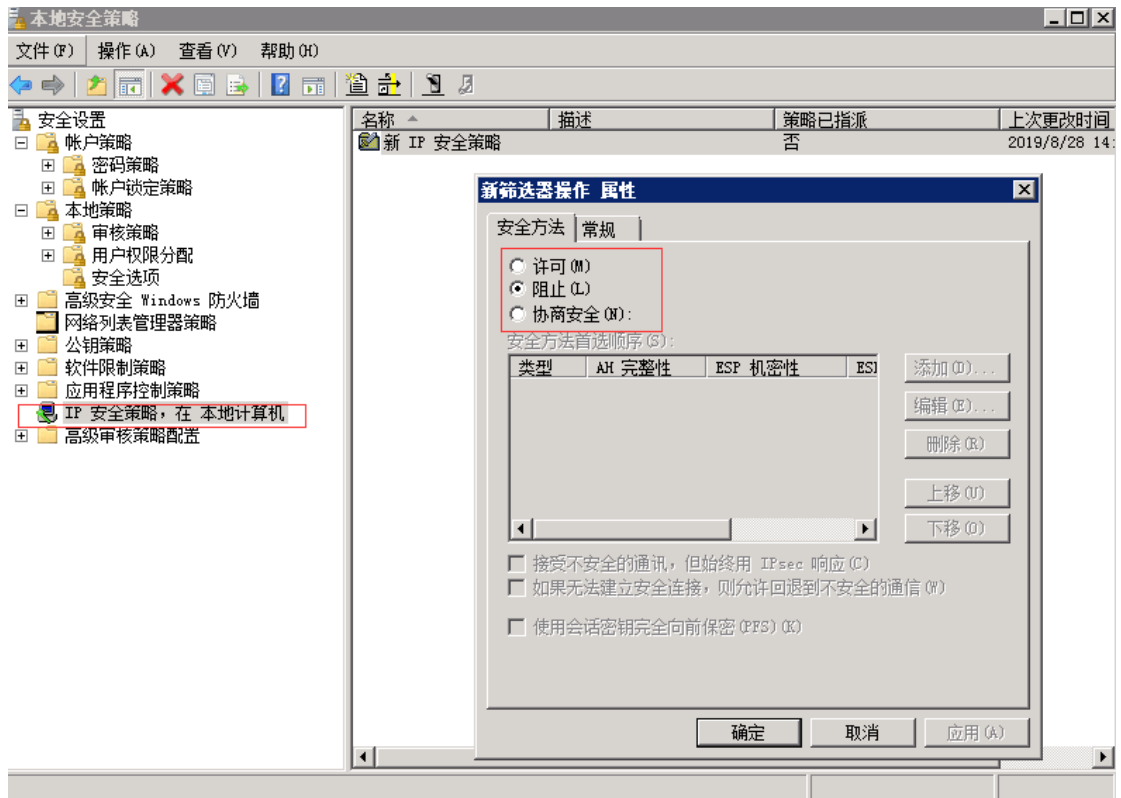 本地安全策略
文件(F) 操作(A) 查看(V) 帮助(H)
安全设置
帐户策略
密码策略
帐户锁定策略
本地策略
审核策略
用户权限分配
安全选项
高级安全 Windows 防火墙
网络列表管理器策略
公钥策略
软件限制策略
应用程序控制策略
IP 安全策略，在 本地计算机
高级审核策略配置
名称 描述 策略已指派 上次更改时间
新 IP 安全策略 否 2019/8/28 14:
新筛选器操作 属性
安全方法 常规
许可(M)
阻止(L)
协商安全(N):
安全方法首选顺序(S):
类型 AH 完整性 ESP 机密性 ESI
添加(D)...
编辑(E)...
删除(R)
上移(U)
下移(O)
接受不安全的通讯，但始终用 IPsec 响应(C)
如果无法建立安全连接，则允许回退到不安全的通信(W)
使用会话密钥完全向前保密(PFS)(K)
确定 取消 应用(A)